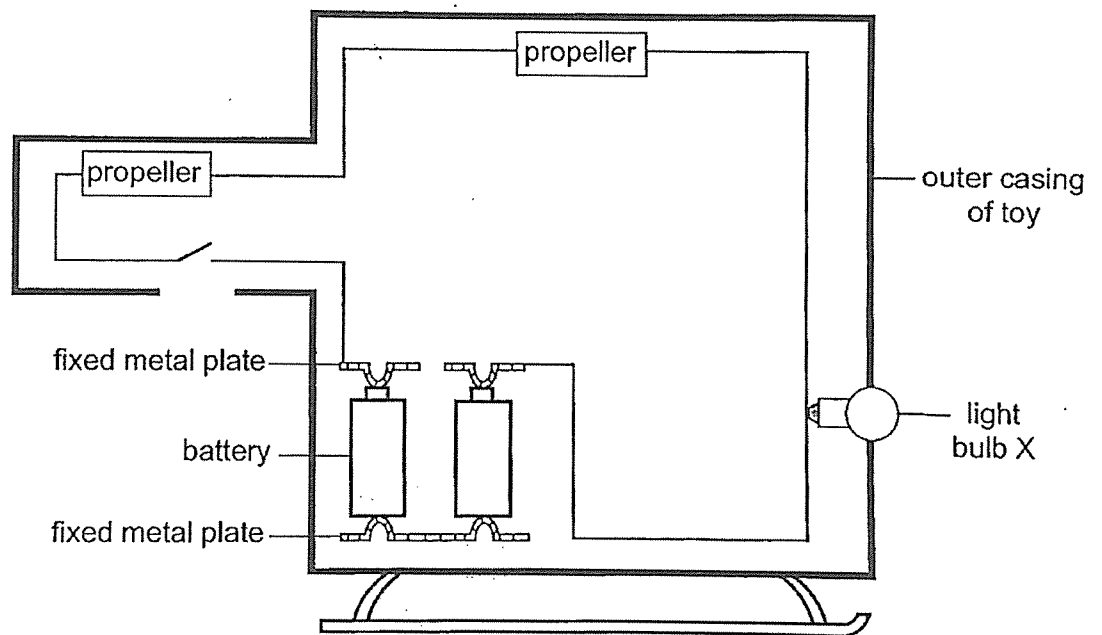 propeller
propeller
outer casing
of toy
fixed metal plate
battery
light
bulb X
fixed metal plate